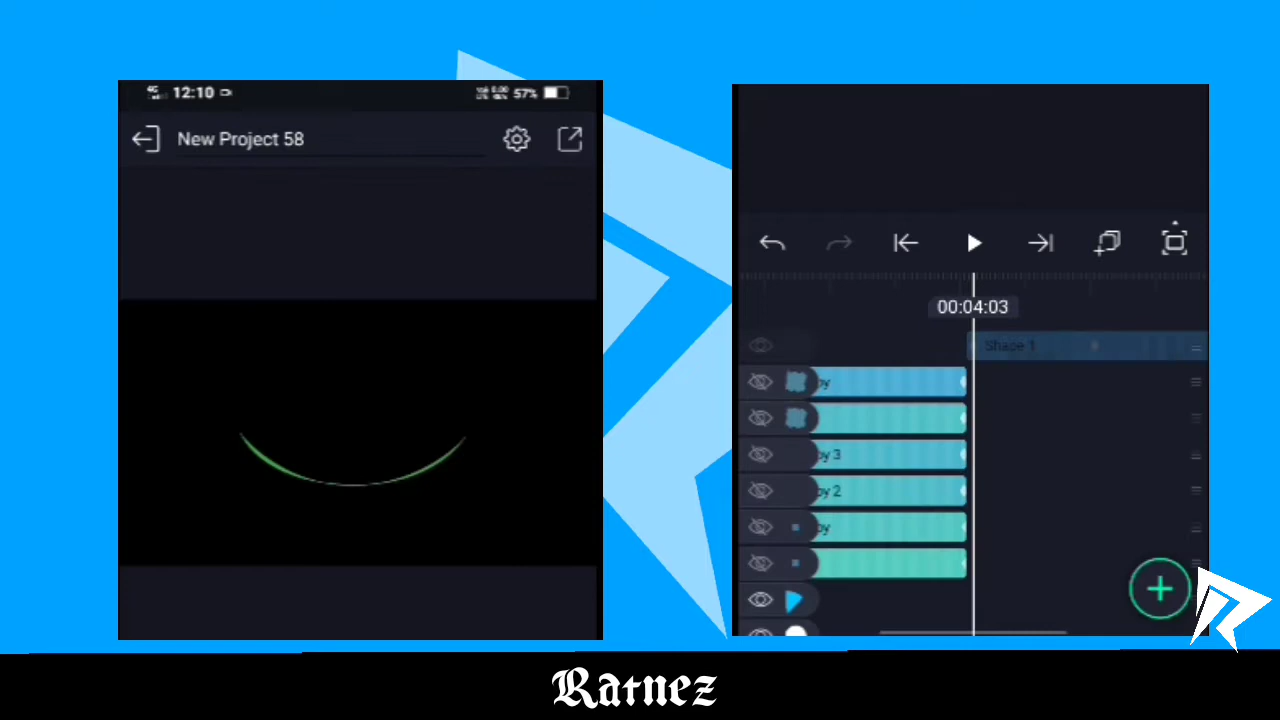 12:10
57%
New Project 58
00:04:03
Shape 1
py
py 3
py 2
py
Ratnez